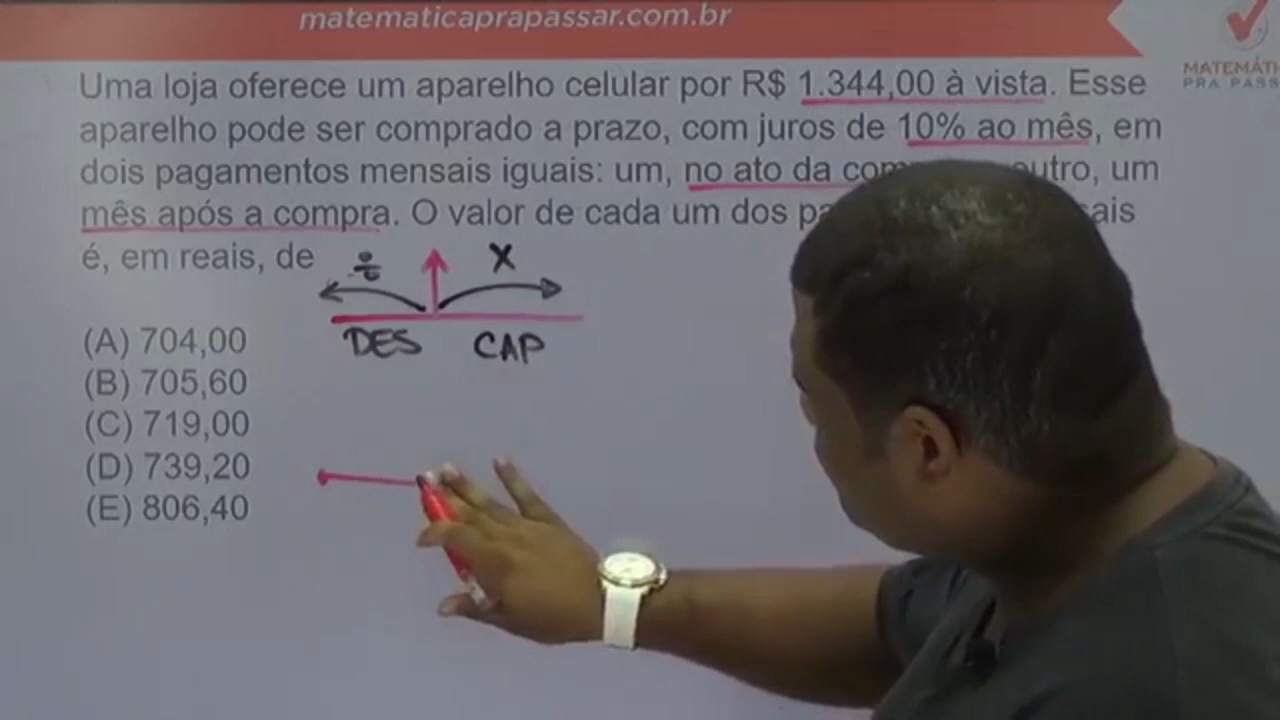 matematicaprapassar.com.br
MATEMÁTI
PRA PASS
Uma loja oferece um aparelho celular por R$ 1.344,00 à vista. Esse
aparelho pode ser comprado a prazo, com juros de 10% ao mês, em
dois pagamentos mensais iguais: um, no ato da com outro, um
mês após a compra. O valor de cada um dos pa sais
é, em reais, de
÷ X
DES CAP
(A) 704,00
(B) 705,60
(C) 719,00
(D) 739,20
(E) 806,40